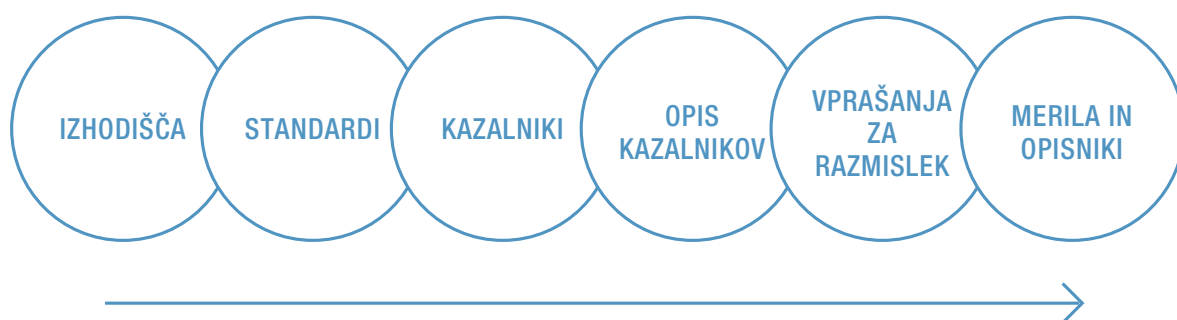 IZHODIŠČA
STANDARDI
KAZALNIKI
OPIS
KAZALNIKOV
VPRAŠANJA
ZA
RAZMISLEK
MERILA IN
OPISNIKI